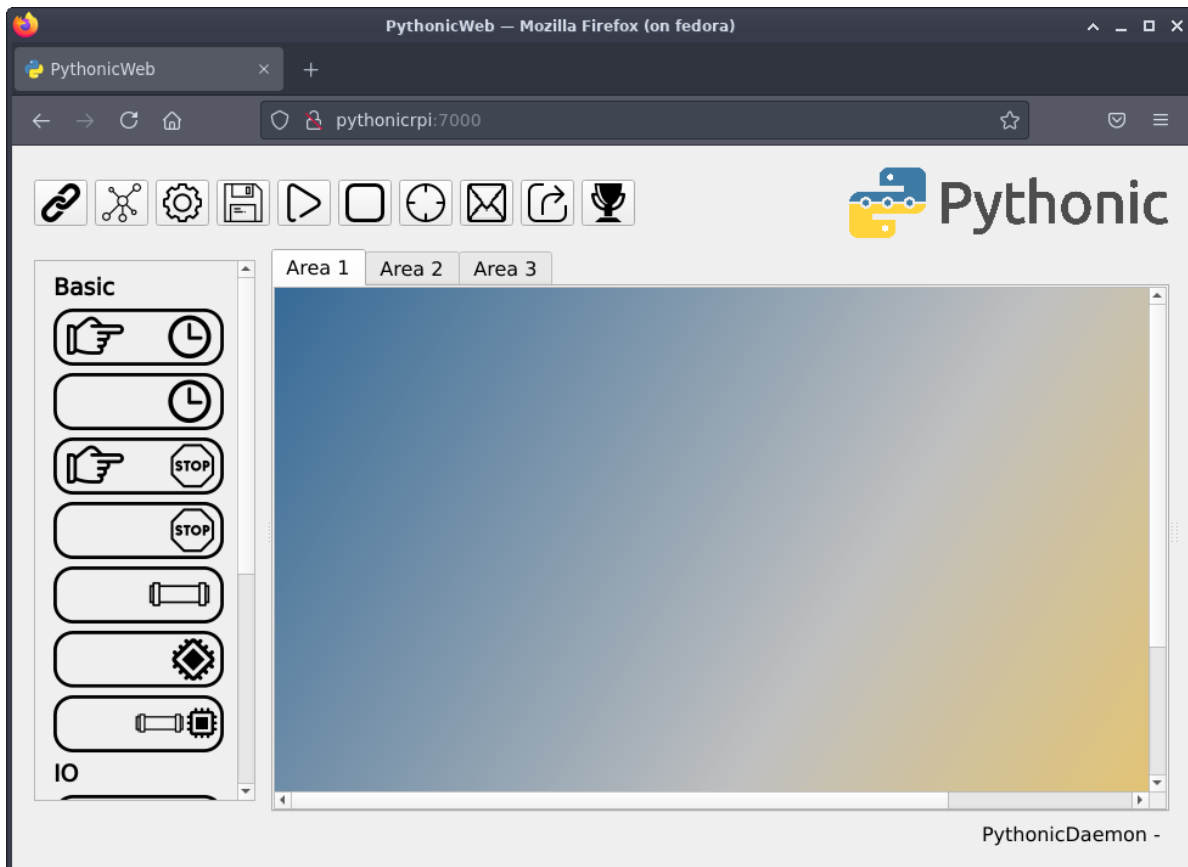 PythonicWeb — Mozilla Firefox (on fedora)
PythonicWeb
pythonicrpi:7000
Pythonic
Area 1 Area 2 Area 3
Basic
STOP
STOP
IO
PythonicDaemon -